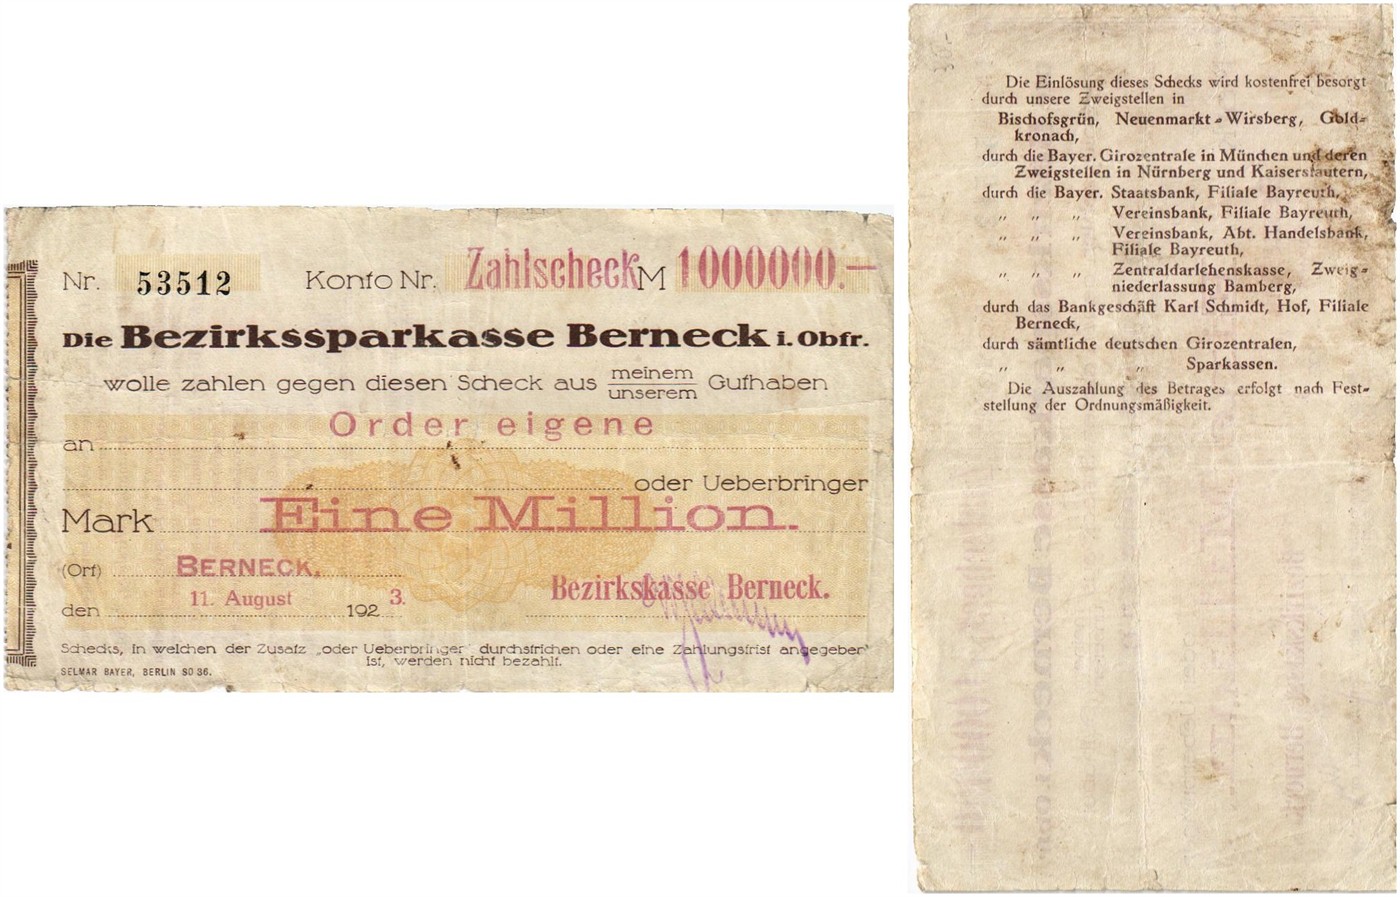 Nr. 53512 Konto Nr. Zahlscheck M 1000000.—
Die Bezirkssparkasse Berneck i. Obfr.
wolle zahlen gegen diesen Scheck aus meinem
unserem Guthaben
Order eigene
an
oder Ueberbringer
Mark Eine Million.
(Ort) BERNECK,
den 11. August 1923.
Bezirkskasse Berneck.
Schecks, in welchen der Zusatz „oder Ueberbringer" durchstrichen oder eine Zahlungsfrist angegeben
ist, werden nicht bezahlt.
SELMAR BAYER, BERLIN SO 36.
Die Einlösung dieses Schecks wird kostenfrei besorgt
durch unsere Zweigstellen in
Bischofsgrün, Neuenmarkt-Wirsberg, Gold-
kronach,
durch die Bayer. Girozentrale in München und deren
Zweigstellen in Nürnberg und Kaiserslautern,
durch die Bayer. Staatsbank, Filiale Bayreuth,
„ „ „ Vereinsbank, Filiale Bayreuth,
„ „ „ Vereinsbank, Abt. Handelsbank,
Filiale Bayreuth,
„ „ „ Zentraldarlehenskasse, Zweig-
niederlassung Bamberg,
durch das Bankgeschäft Karl Schmidt, Hof, Filiale
Berneck,
durch sämtliche deutschen Girozentralen,
„ „ „ Sparkassen.
Die Auszahlung des Betrages erfolgt nach Fest-
stellung der Ordnungsmäßigkeit.